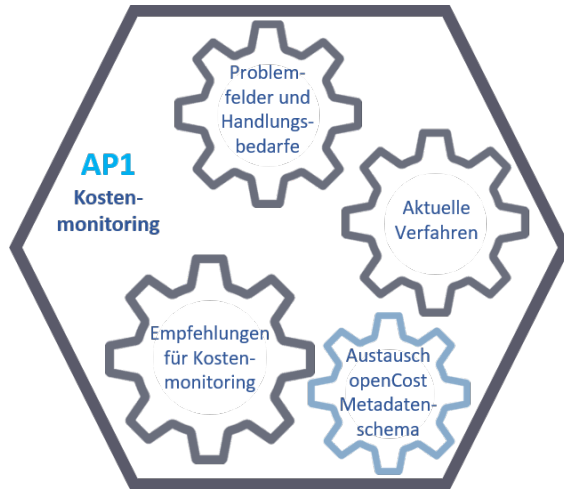 Problem-
felder und
Handlungs-
bedarfe
AP1
Kosten-
monitoring
Aktuelle
Verfahren
Empfehlungen
für Kosten-
monitoring
Austausch
openCost
Metadaten-
schema